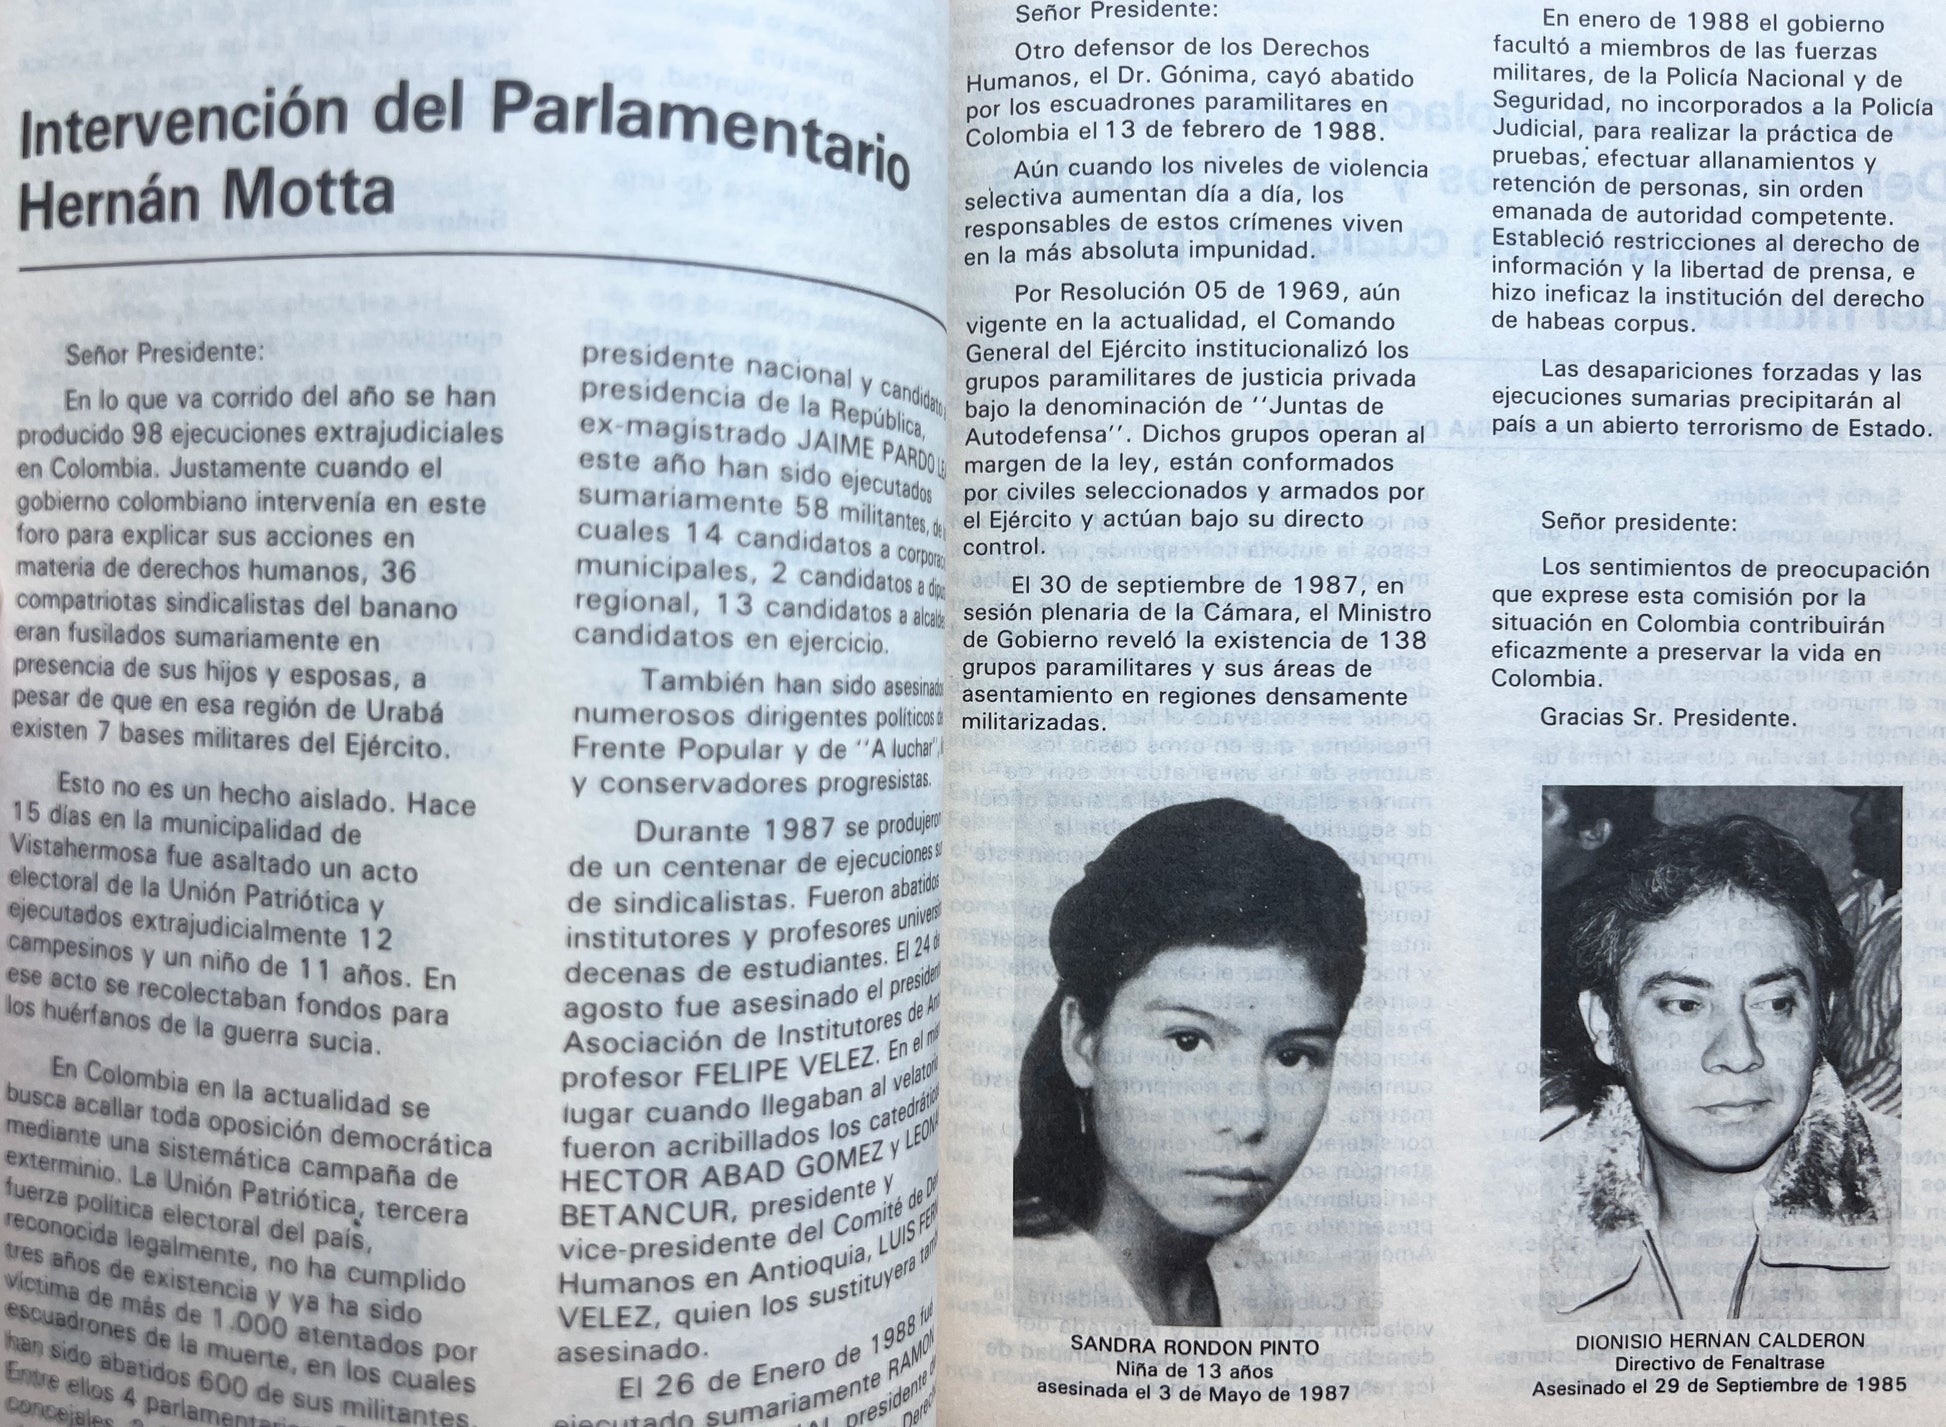 Intervención del Parlamentario
Hernán Motta
Señor Presidente:
En lo que va corrido del año se han
producido 98 ejecuciones extrajudiciales
en Colombia. Justamente cuando el
gobierno colombiano intervenía en este
foro para explicar sus acciones en
materia de derechos humanos, 36
compatriotas sindicalistas del banano
eran fusilados sumariamente en
presencia de sus hijos y esposas, a
pesar de que en esa región de Urabá
existen 7 bases militares del Ejército.
Esto no es un hecho aislado. Hace
15 días en la municipalidad de
Vistahermosa fue asaltado un acto
electoral de la Unión Patriótica y
ejecutados extrajudicialmente 12
campesinos y un niño de 11 años. En
ese acto se recolectaban fondos para
los huérfanos de la guerra sucia.
En Colombia en la actualidad se
busca acallar toda oposición democrática
mediante una sistemática campaña de
exterminio. La Unión Patriótica, tercera
fuerza política electoral del país,
reconocida legalmente, no ha cumplido
tres años de existencia y ya ha sido
víctima de más de 1.000 atentados por
escuadrones de la muerte, en los cuales
han sido abatidos 600 de sus militantes.
Entre ellos 4 parlamentarios,
concejales,
presidente nacional y candidato
presidencia de la República,
ex-magistrado JAIME PARDO
este año han sido ejecutados
sumariamente 58 militantes, de
cuales 14 candidatos a
municipales, 2 candidatos a
regional, 13 candidatos a
candidatos en ejercicio.
También han sido
numerosos dirigentes políticos
Frente Popular y de "A luchar",
y conservadores progresistas.
Durante 1987 se
de un centenar de ejecuciones
de sindicalistas. Fueron abatidos
institutores y profesores
decenas de estudiantes. El 24
agosto fue asesinado el
Asociación de Institutores de
profesor FELIPE VELEZ. En el
lugar cuando llegaban al
fueron acribillados los
HECTOR ABAD GOMEZ y
BETANCUR, presidente y
vice-presidente del Comité de
Humanos en Antioquia, LUIS
VELEZ, quien los sustituyera
asesinado.
El 26 de Enero de 1988 fue
ejecutado sumariamente RAMON
presidente
Señor Presidente:
Otro defensor de los Derechos
Humanos, el Dr. Gónima, cayó abatido
por los escuadrones paramilitares en
Colombia el 13 de febrero de 1988.
Aún cuando los niveles de violencia
selectiva aumentan día a día, los
responsables de estos crímenes viven
en la más absoluta impunidad.
Por Resolución 05 de 1969, aún
vigente en la actualidad, el Comando
General del Ejército institucionalizó los
grupos paramilitares de justicia privada
bajo la denominación de "Juntas de
Autodefensa". Dichos grupos operan al
margen de la ley, están conformados
por civiles seleccionados y armados por
el Ejército y actúan bajo su directo
control.
El 30 de septiembre de 1987, en
sesión plenaria de la Cámara, el Ministro
de Gobierno reveló la existencia de 138
grupos paramilitares y sus áreas de
asentamiento en regiones densamente
militarizadas.
SANDRA RONDON PINTO
Niña de 13 años
asesinada el 3 de Mayo de 1987
En enero de 1988 el gobierno
facultó a miembros de las fuerzas
militares, de la Policía Nacional y de
Seguridad, no incorporados a la Policía
Judicial, para realizar la práctica de
pruebas, efectuar allanamientos y
retención de personas, sin orden
emanada de autoridad competente.
Estableció restricciones al derecho de
información y la libertad de prensa, e
hizo ineficaz la institución del derecho
de habeas corpus.
Las desapariciones forzadas y las
ejecuciones sumarias precipitarán al
país a un abierto terrorismo de Estado.
Señor presidente:
Los sentimientos de preocupación
que exprese esta comisión por la
situación en Colombia contribuirán
eficazmente a preservar la vida en
Colombia.
Gracias Sr. Presidente.
DIONISIO HERNAN CALDERON
Directivo de Fenaltrase
Asesinado el 29 de Septiembre de 1985